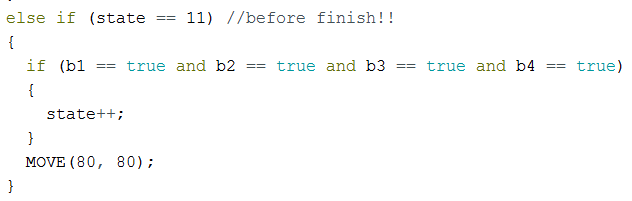 else if (state == 11) //before finish!!
{
if (b1 == true and b2 == true and b3 == true and b4 == true)
{
state++;
}
MOVE(80, 80);
}